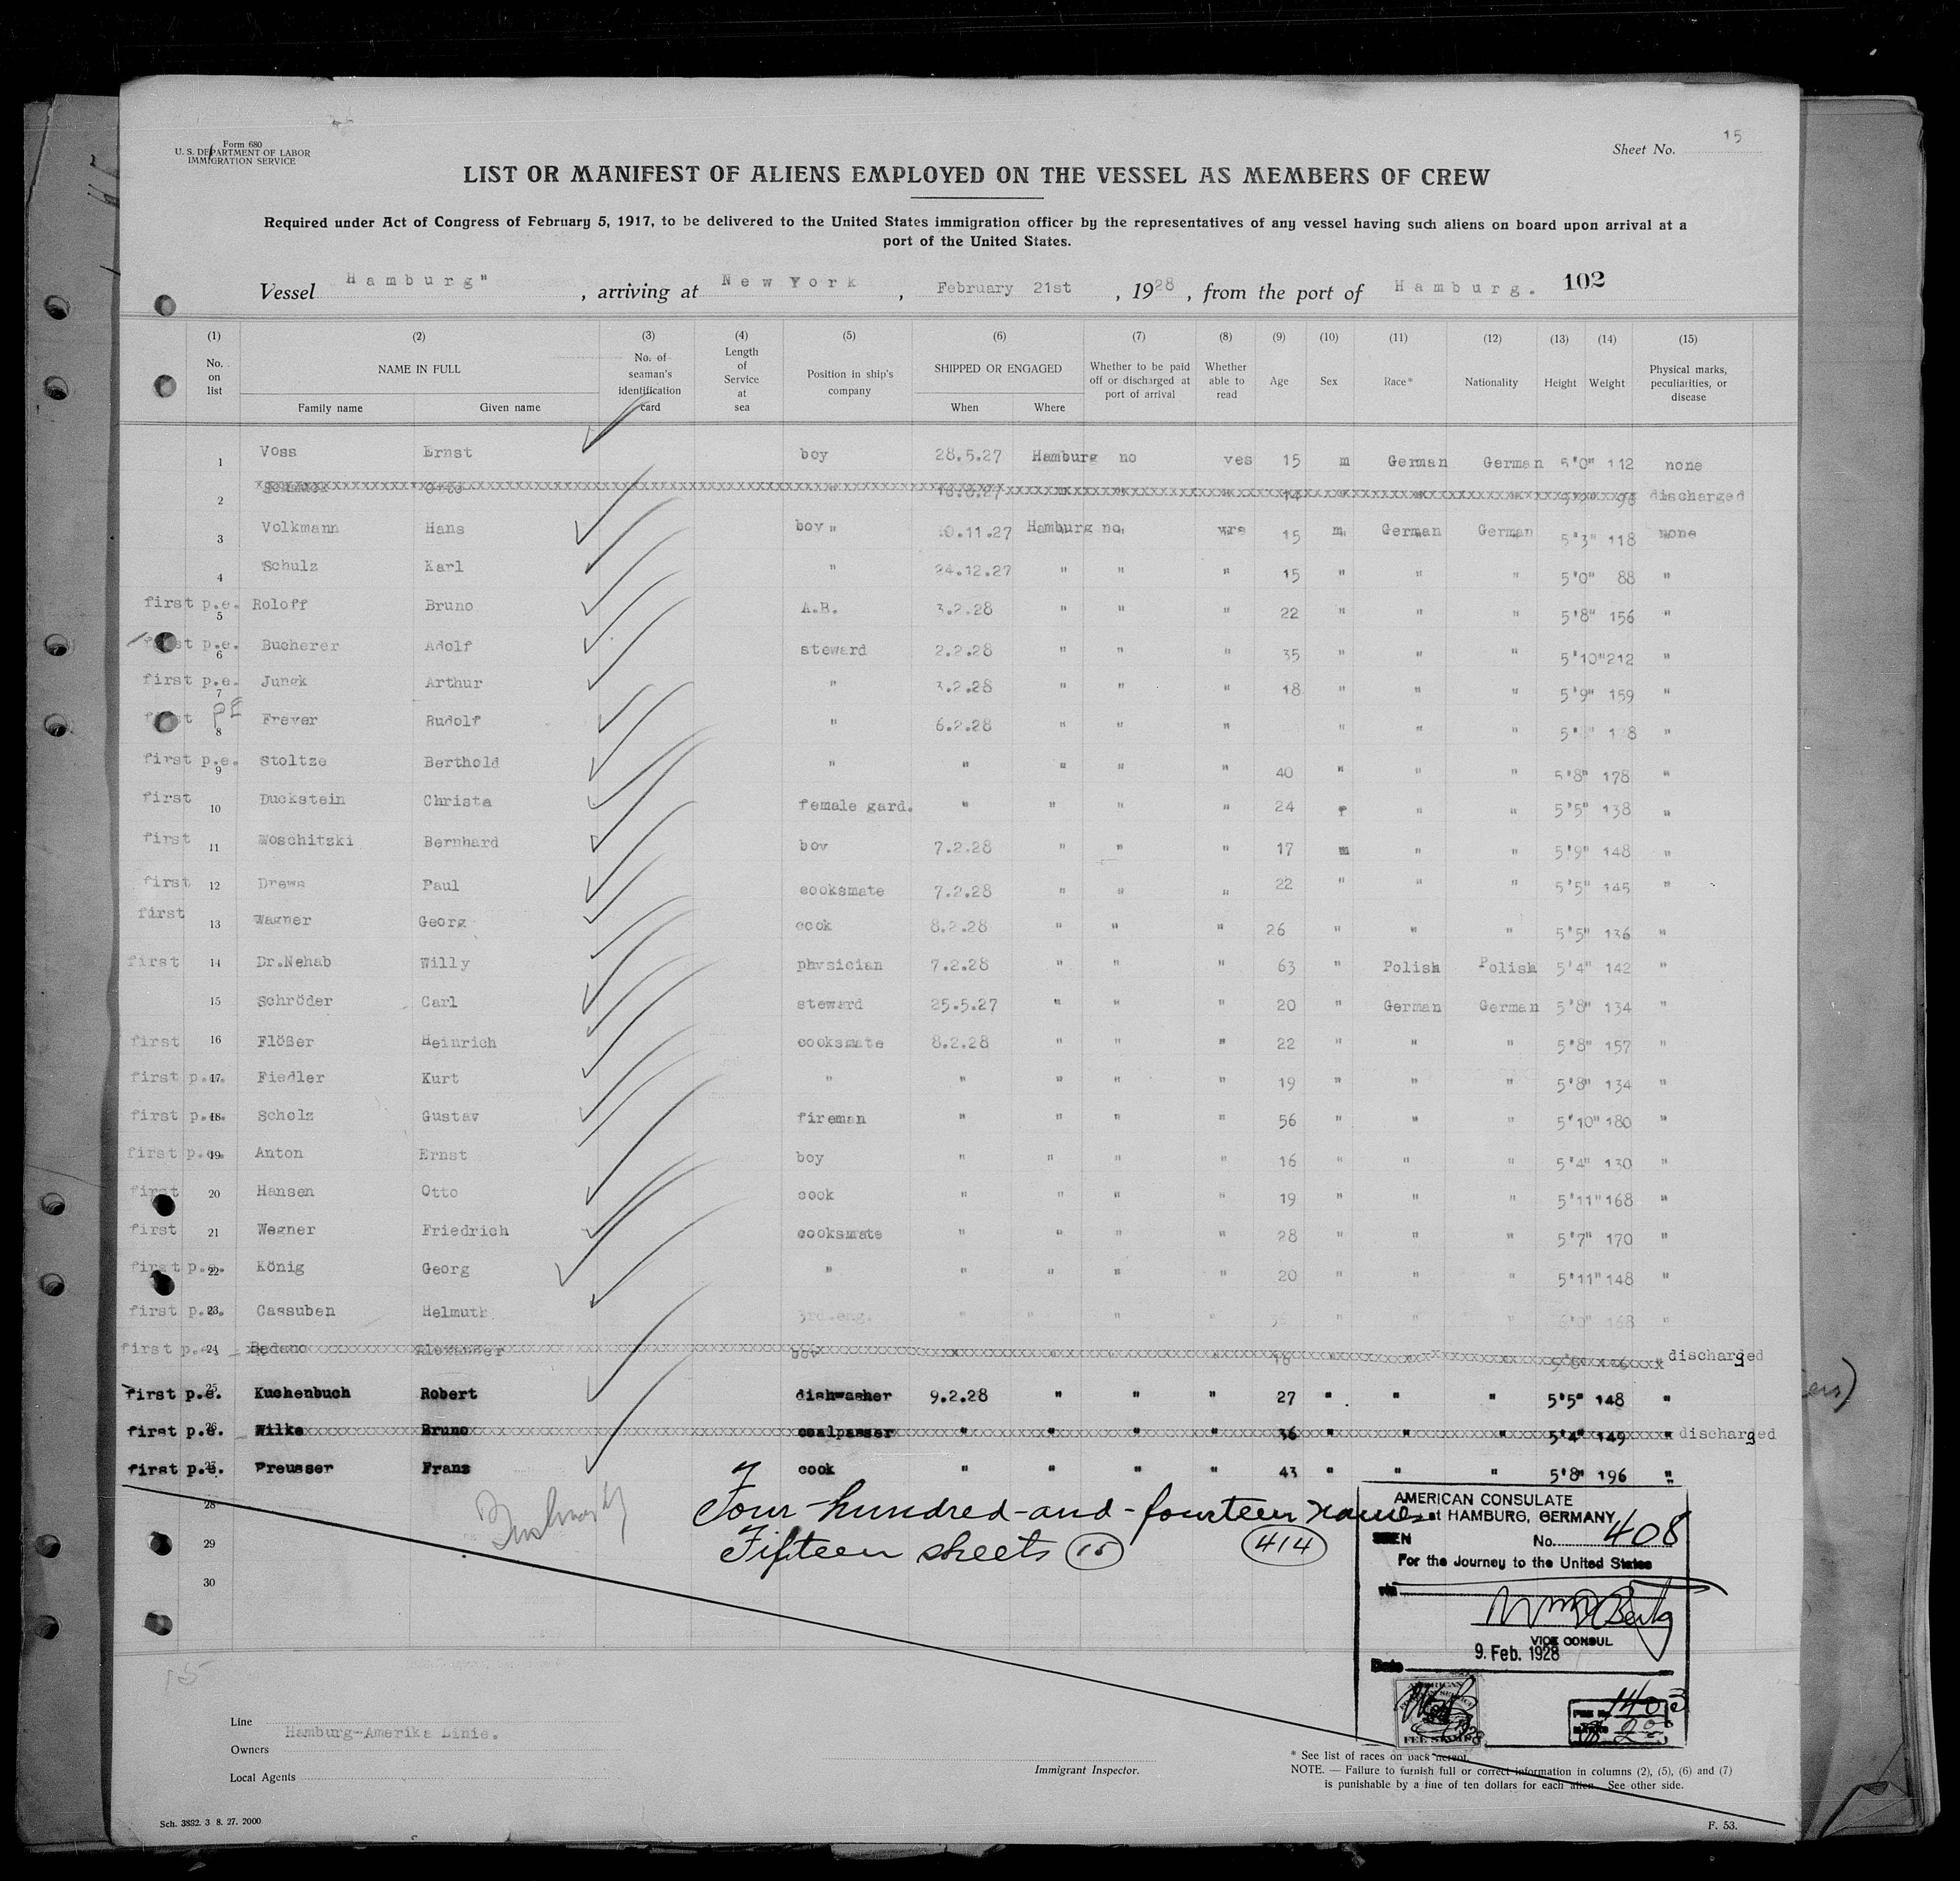 Form 680
U. S. DEPARTMENT OF LABOR
IMMIGRATION SERVICE
Sheet No. 15
LIST OR MANIFEST OF ALIENS EMPLOYED ON THE VESSEL AS MEMBERS OF CREW
Required under Act of Congress of February 5, 1917, to be delivered to the United States immigration officer by the representatives of any vessel having such aliens on board upon arrival at a
port of the United States.
Vessel Hamburg" , arriving at New York , February 21st , 1928 , from the port of Hamburg. 102
(1) (2) (3) (4) (5) (6) (7) (8) (9) (10) (11) (12) (13) (14) (15)
No. on list NAME IN FULL Family name Given name No. of seaman's identification card Length of Service at sea Position in ship's company SHIPPED OR ENGAGED When Where Whether to be paid off or discharged at port of arrival Whether able to read Age Sex Race* Nationality Height Weight Physical marks, peculiarities, or disease
1 Voss Ernst boy 28.5.27 Hamburg no yes 15 m German German 5'0" 112 none
2 Otto " " " " 14 " " " discharged
3 Volkmann Hans boy " 0.11.27 Hamburg no 15 m German German 5'3" 118 none
4 Schulz Karl " 24.12.27 " " " 15 " " " 5'0" 88 "
first p.e. 5 Roloff Bruno A.B. 3.2.28 " " " 22 " " " 5'8" 156 "
first p.e. 6 Bucherer Adolf steward 2.2.28 " " " 35 " " " 5'10" 212 "
first p.e. 7 Jungk Arthur " 3.2.28 " " " 18 " " " 5'9" 159 "
first pe 8 Freyer Rudolf " 6.2.28 " " " " " " "
first p.e. 9 Stoltze Berthold " " " " " 40 " " " 5'8" 178 "
first 10 Duckstein Christa female gard. " " " " 24 f " " 5'5" 138 "
first 11 Woschitzki Bernhard boy 7.2.28 " " " 17 m " " 5'9" 148 "
first 12 Drews Paul cooksmate 7.2.28 " " " 22 " " " 5'5" 145 "
first 13 Wagner Georg cook 8.2.28 " " " 26 " " " 5'5" 136 "
first 14 Dr.Nehab Willy physician 7.2.28 " " " 63 " Polish Polish 5'4" 142 "
15 Schröder Carl steward 25.5.27 " " " 20 " German German 5'8" 134 "
first 16 Flößer Heinrich cooksmate 8.2.28 " " " 22 " " " 5'8" 157 "
first p.e. 17 Fiedler Kurt " " " " " 19 " " " 5'8" 134 "
first p.e. 18 Scholz Gustav fireman " " " " 56 " " " 5'10" 180 "
first p.e. 19 Anton Ernst boy " " " " 16 " " " 5'4" 130 "
first 20 Hansen Otto cook " " " " 19 " " " 5'11" 168 "
first 21 Wegner Friedrich cooksmate " " " " 28 " " " 5'7" 170 "
first p.e. 22 König Georg " " " " " 20 " " " 5'11" 148 "
first p.e. 23 Cassuben Helmuth 3rd.eng. " " " " " " " 6'0" 168 "
first p.e. 24 Bedano Alexander boy " " " " 16 " " " " discharged
first p.e. 25 Kuchenbuch Robert dishwasher 9.2.28 " " " 27 " " " 5'5" 148 "
first p.e. 26 Wilke Bruno coalpasser " " " " 36 " " " 5'4" 149 " discharged
first p.e. 27 Preusser Franz cook " " " " 43 " " " 5'8" 196 "
28
29
30
Four-hundred-and-fourteen names
Fifteen sheets (15) (414)
AMERICAN CONSULATE
at HAMBURG, GERMANY
SEEN No. 408
For the Journey to the United States
via
VICE CONSUL
Date 9. Feb. 1928
FEE STAMP
15
Line
Hamburg-Amerika Linie.
Owners
Local Agents
Immigrant Inspector.
* See list of races on back hereof.
NOTE. — Failure to furnish full or correct information in columns (2), (5), (6) and (7)
is punishable by a fine of ten dollars for each alien. See other side.
Sch. 3882. 3 8. 27. 2000
F. 53.